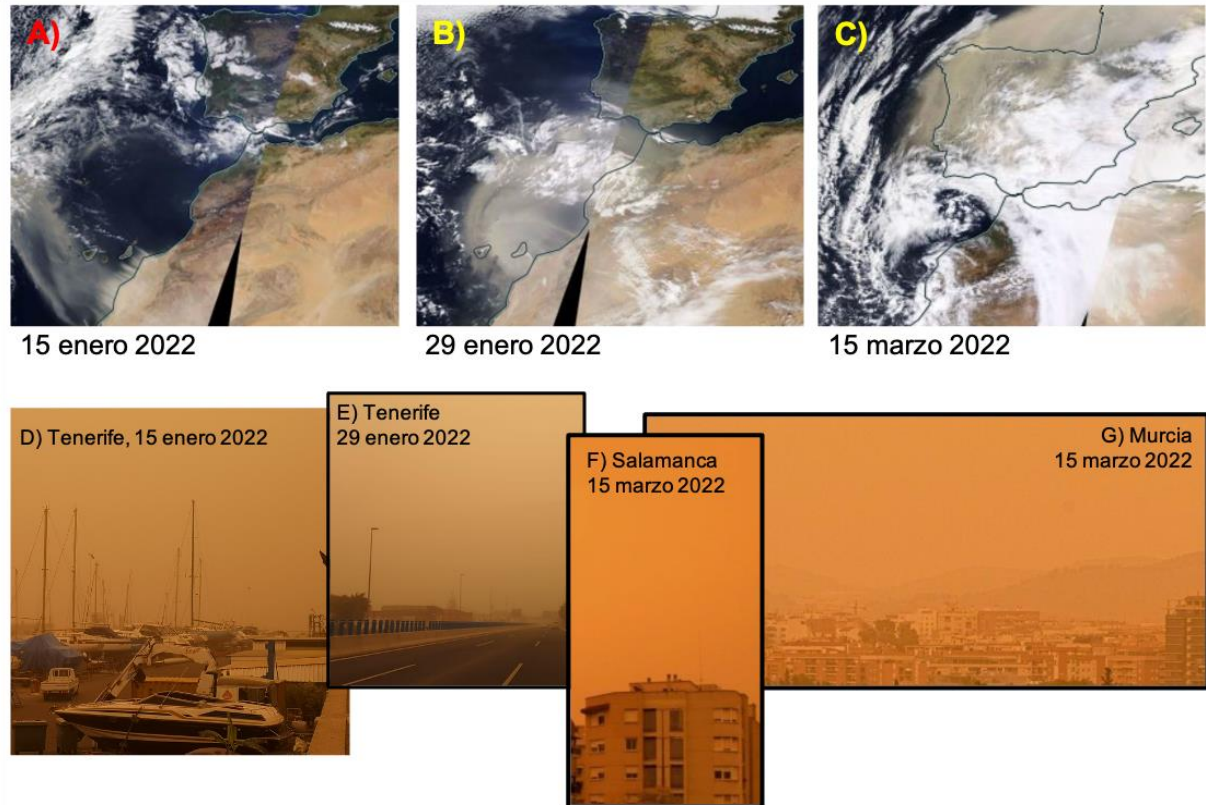 A)
B)
C)
15 enero 2022
29 enero 2022
15 marzo 2022
D) Tenerife, 15 enero 2022
E) Tenerife
29 enero 2022
F) Salamanca
15 marzo 2022
G) Murcia
15 marzo 2022